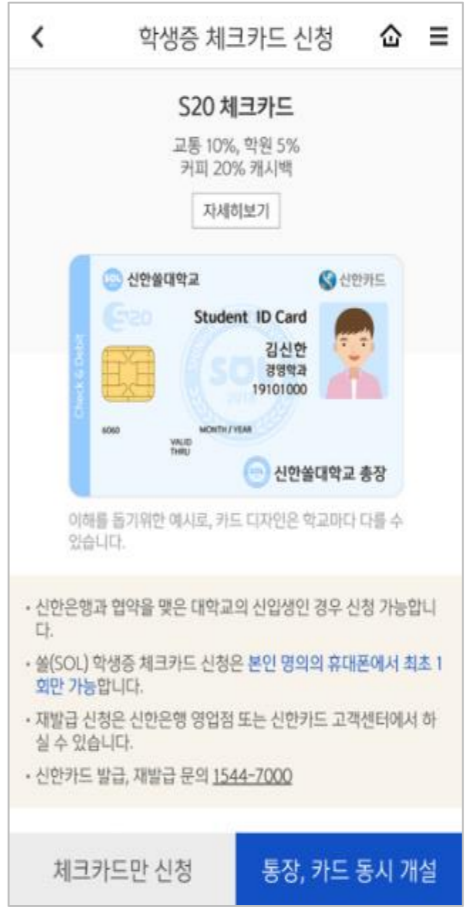 학생증 체크카드 신청
S20 체크카드
교통 10%, 학원 5%
커피 20% 캐시백
자세히보기
SOL 신한쏠대학교
신한카드
S20
Student ID Card
김신한
경영학과
19101000
Check & Debit
SOL
6060
MONTH / YEAR
VALID
THRU
SOL 신한쏠대학교 총장
이해를 돕기위한 예시로, 카드 디자인은 학교마다 다를 수
있습니다.
• 신한은행과 협약을 맺은 대학교의 신입생인 경우 신청 가능합니
다.
• 쏠(SOL) 학생증 체크카드 신청은 본인 명의의 휴대폰에서 최초 1
회만 가능합니다.
• 재발급 신청은 신한은행 영업점 또는 신한카드 고객센터에서 하
실 수 있습니다.
• 신한카드 발급, 재발급 문의 1544-7000
체크카드만 신청
통장, 카드 동시 개설